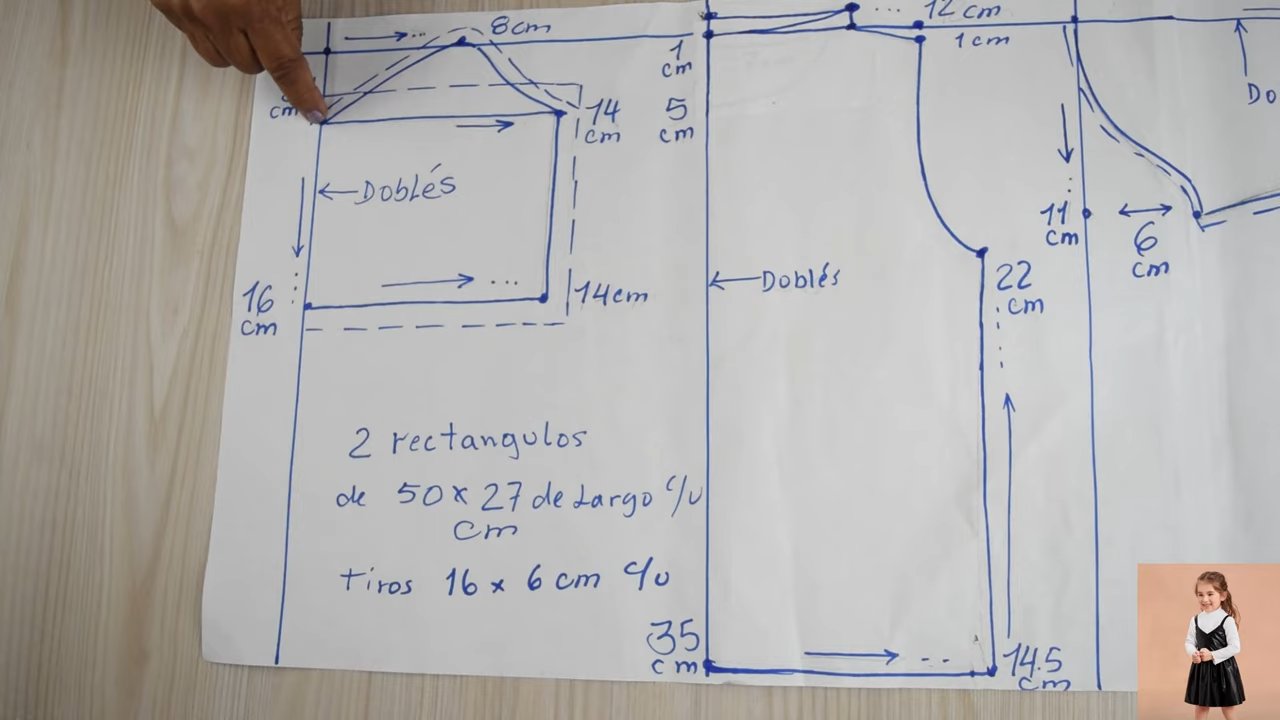 8cm
cm
14
cm
←DOBLÉS
16
cm
14cm
2 rectangulos
de 50 x 27 de Largo c/u
cm
tiros 16 x 6 cm c/u
12 cm
1
cm
1 cm
5
cm
←Doblés
22
cm
35
cm
14.5
cm
11
cm
6
cm
Do